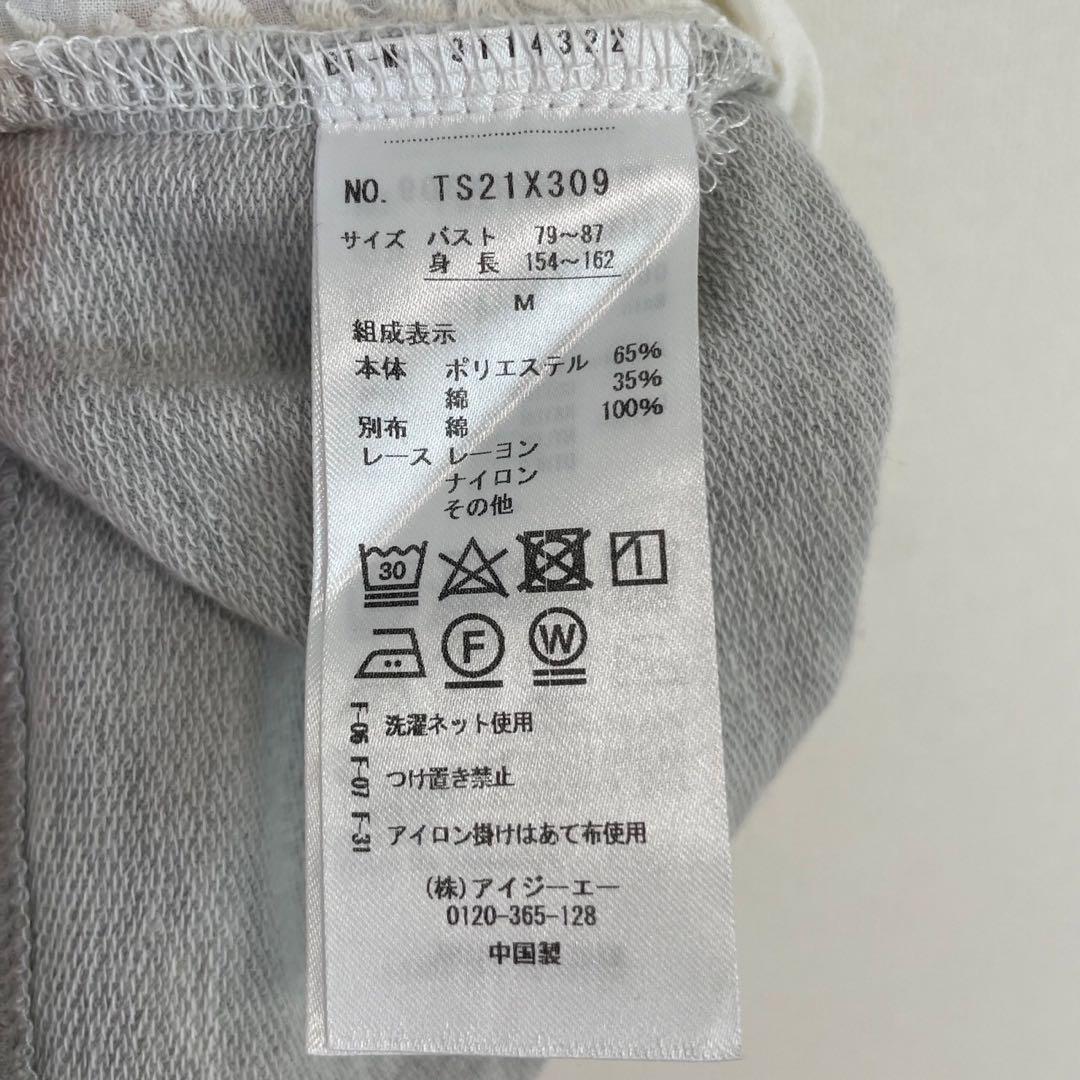 3114322
NO. TS21X309
サイズ バスト 79～87
身長 154～162
M
組成表示
本体 ポリエステル 65%
綿 35%
別布 綿 100%
レース レーヨン
ナイロン
その他
30 1
F W
F-06 洗濯ネット使用
F-07 つけ置き禁止
F-31 アイロン掛けはあて布使用
(株)アイジーエー
0120-365-128
中国製